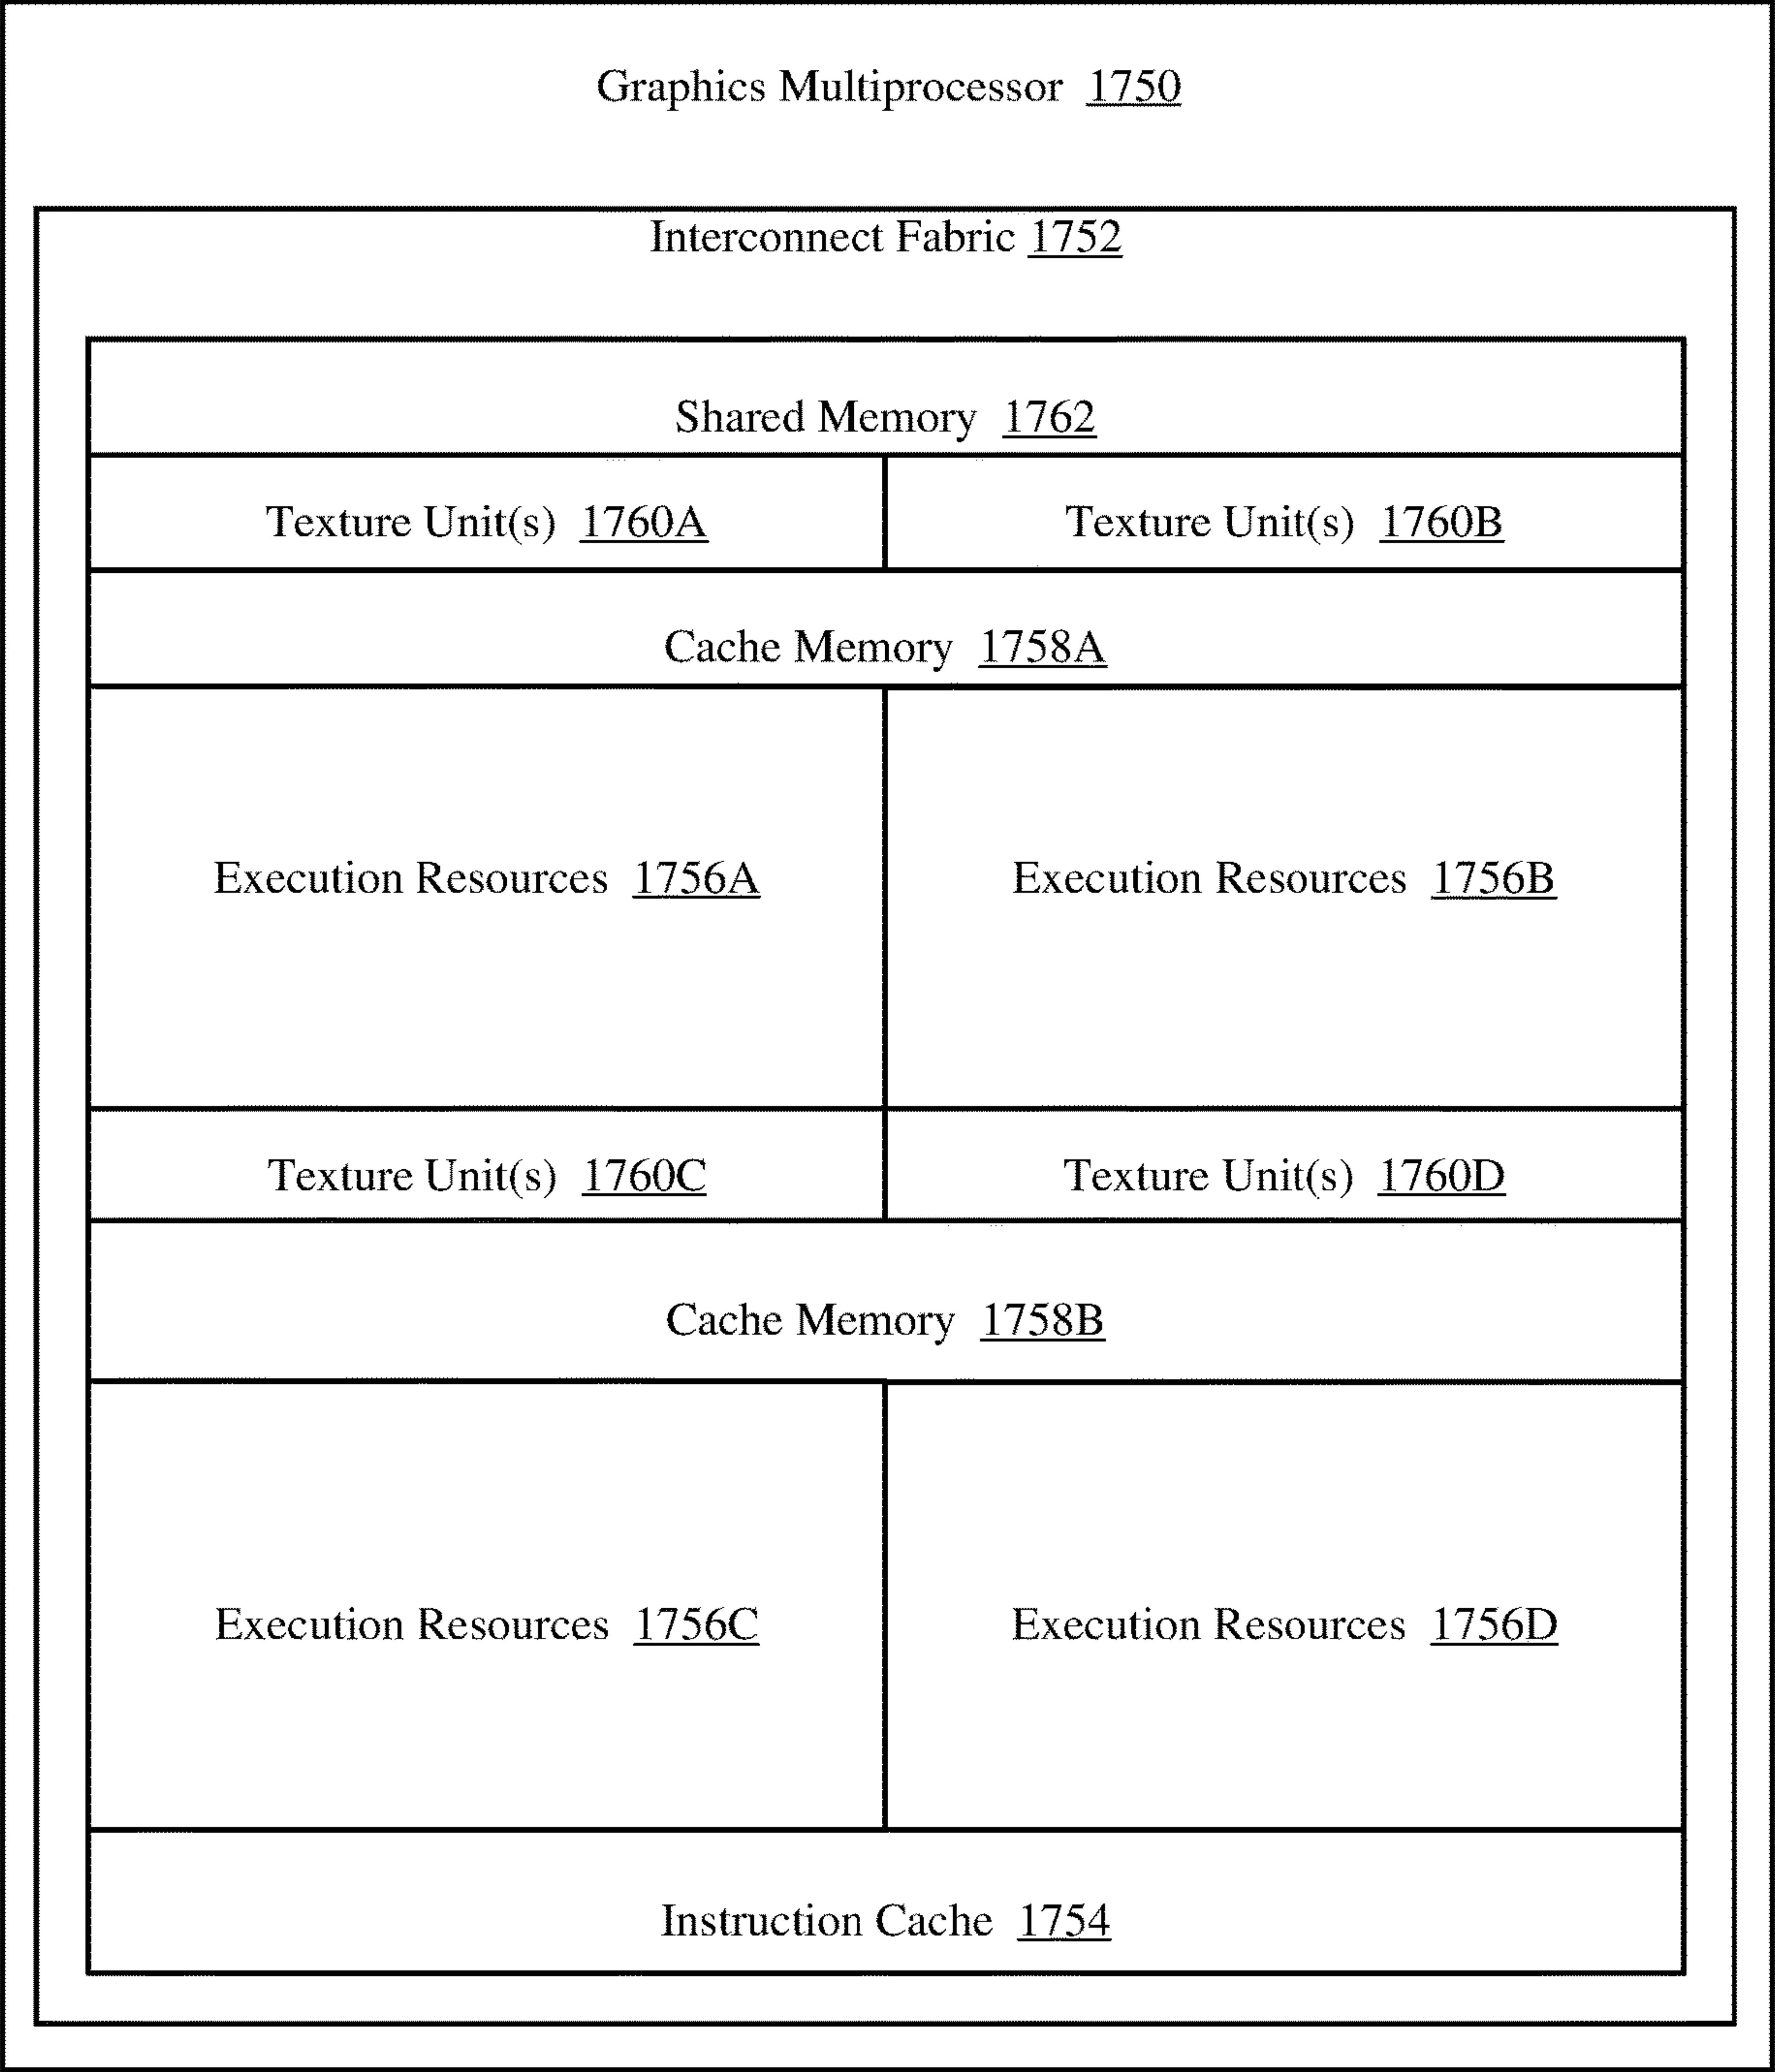 Graphics Multiprocessor 1750
Interconnect Fabric 1752
Shared Memory 1762
Texture Unit(s) 1760A
Texture Unit(s) 1760B
Cache Memory 1758A
Execution Resources 1756A
Execution Resources 1756B
Texture Unit(s) 1760C
Texture Unit(s) 1760D
Cache Memory 1758B
Execution Resources 1756C
Execution Resources 1756D
Instruction Cache 1754